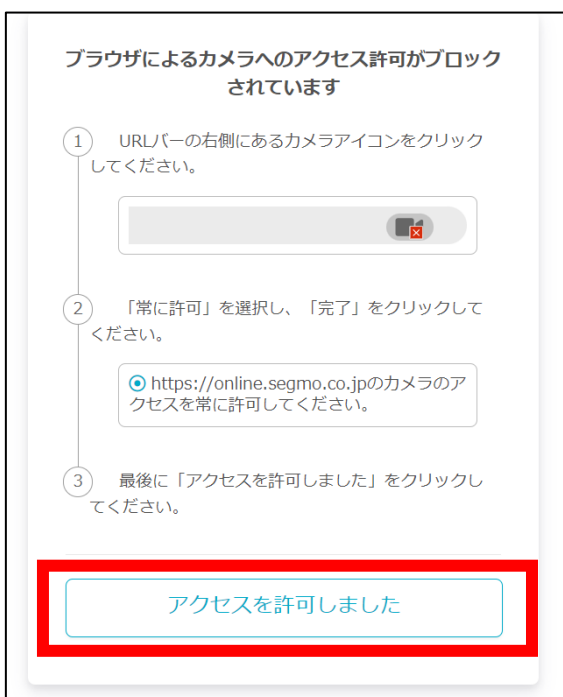 ブラウザによるカメラへのアクセス許可がブロック
されています
1 URLバーの右側にあるカメラアイコンをクリック
してください。
2 「常に許可」を選択し、「完了」をクリックして
ください。
https://online.segmo.co.jpのカメラのア
クセスを常に許可してください。
3 最後に「アクセスを許可しました」をクリックし
てください。
アクセスを許可しました